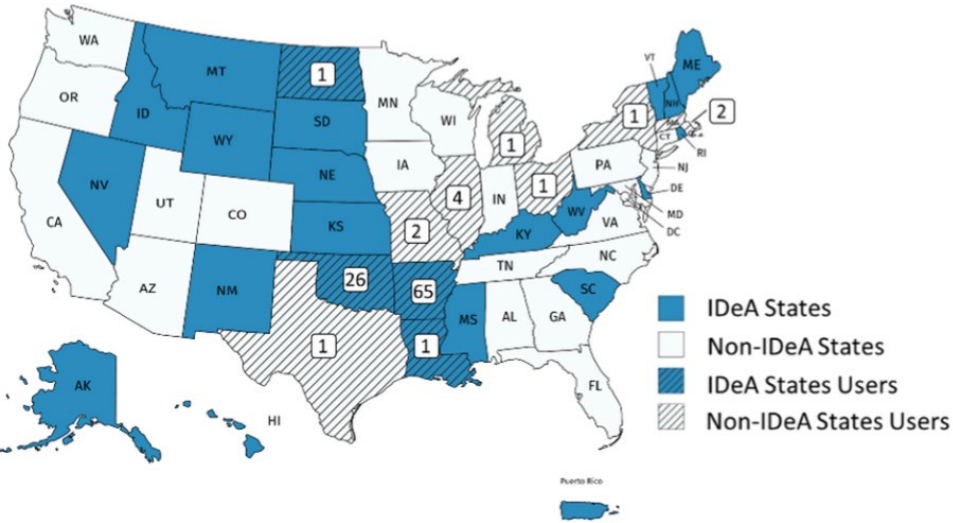 WA
MT
1
OR
ID
MN
SD
WI
WY
1
NE
IA
NV
UT
CO
KS
CA
4
IN
1
PA
1
2
VT
ME
NH
MA
CT
RI
NJ
DE
MD
DC
WV
VA
KY
2
NC
TN
AZ
NM
26
65
SC
MS
AL
GA
1
1
FL
AK
HI
IDeA States
Non-IDeA States
IDeA States Users
Non-IDeA States Users
Puerto Rico